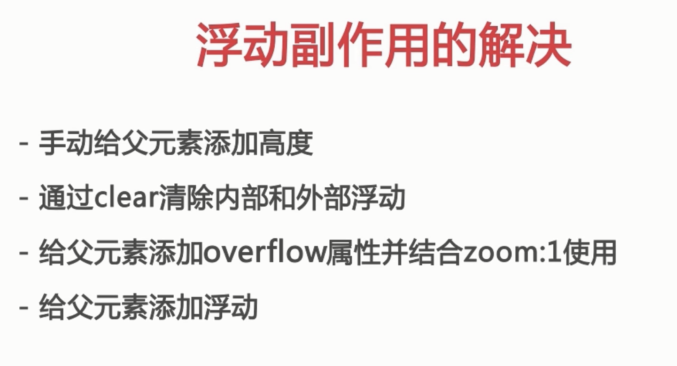 浮动副作用的解决
- 手动给父元素添加高度
- 通过clear清除内部和外部浮动
- 给父元素添加overflow属性并结合zoom:1使用
- 给父元素添加浮动